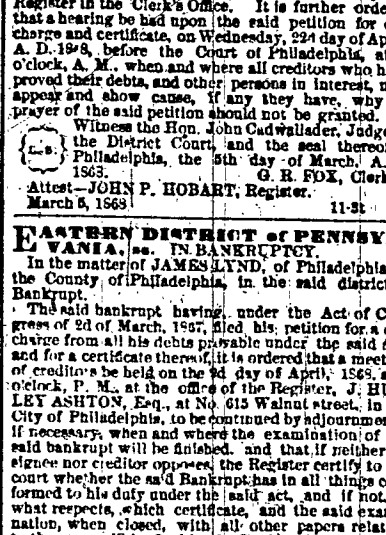 Register in the Clerk's Office. It is further orde
that a hearing be had upon the said petition for
charge and certificate, on Wednesday, 22d day of Ap
A. D. 1868, before the Court of Philadelphia, a
o'clock, A. M., when and where all creditors who h
proved their debts, and other persons in interest, m
appear and show cause, if any they have, why
prayer of the said petition should not be granted.
Witness the Hon. John Cadwallader, Judge
the District Court, and the seal thereo
L. S.
Philadelphia, the 5th day of March, A.
1868.
G. R. FOX, Clerk
Attest—JOHN P. HOBART, Register.
March 5, 1868
11-3t
EASTERN DISTRICT of PENNSY
VANIA, ss. IN BANKRUPTCY.
In the matter of JAMES LYND, of Philadelphia
the County of Philadelphia, in the said district
Bankrupt.
The said bankrupt having, under the Act of C
gress of 2d of March, 1867, filed his petition for a
charge from all his debts provable under the said A
and for a certificate thereof, it is ordered that a meet
of creditors be held on the day of April, 1868, a
o'clock, P. M., at the office of the Register, J. HU
LEY ASHTON, Esq., at No. 615 Walnut street, in
City of Philadelphia, to be continued by adjournme
if necessary, when and where the examination of
said bankrupt will be finished, and that if neither
signee nor creditor opposes, the Register certify to
court whether the said Bankrupt has in all things c
formed to his duty under the said act, and if not,
what respects, which certificate, and the said exa
nation, when closed, with all other papers relat